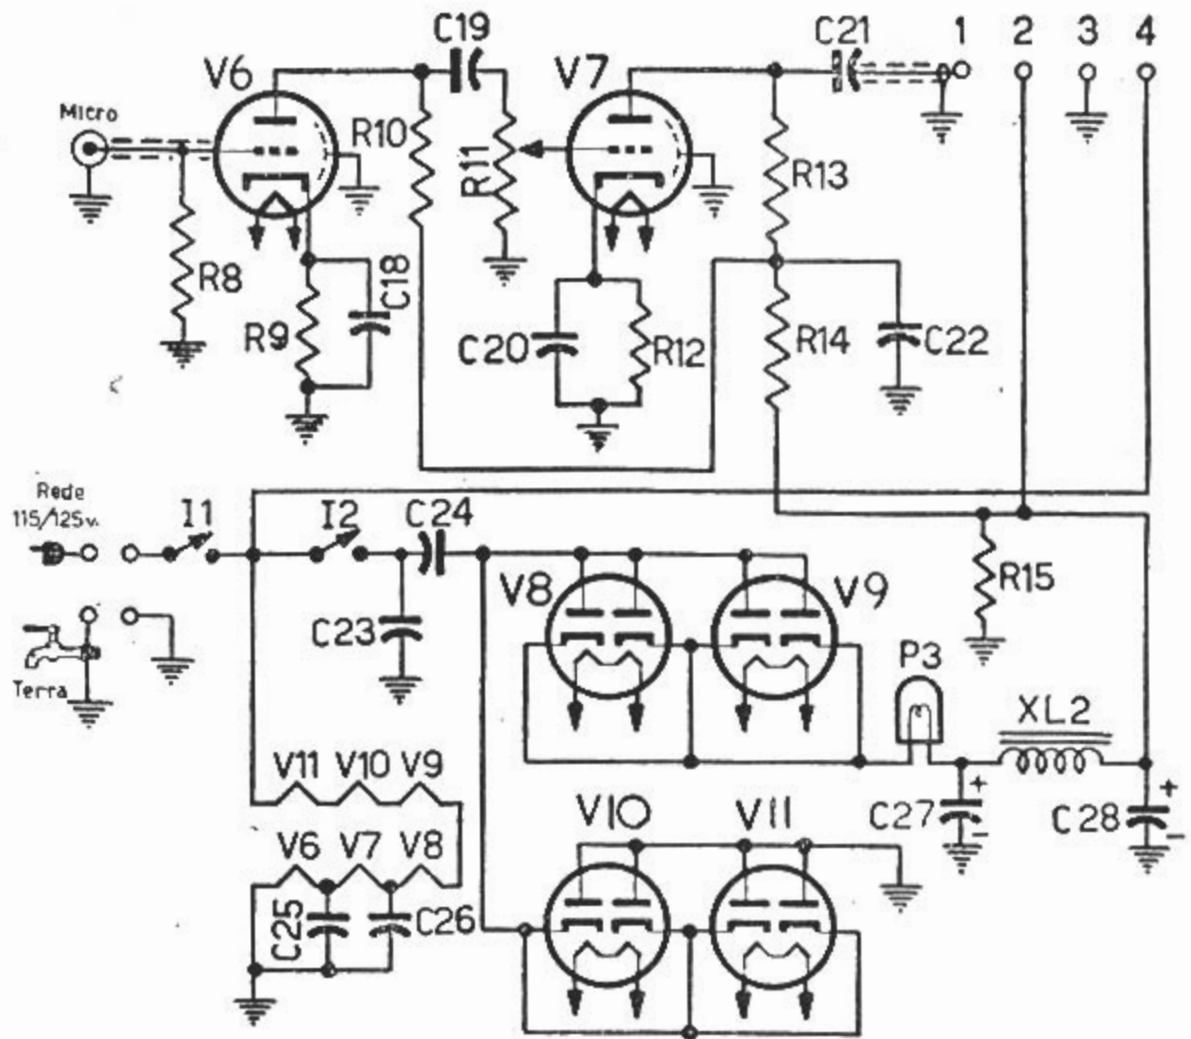 C19
C21
1 2 3 4
V6
V7
Micro
R10
R11
R13
R8
C18
R9
C20
R12
R14
C22
Rede
115/125v.
I1
I2
C24
V8
V9
R15
C23
Terra
P3
XL2
V11 V10 V9
V10
V11
C27
+
-
C28
+
-
V6 V7 V8
C25
C26